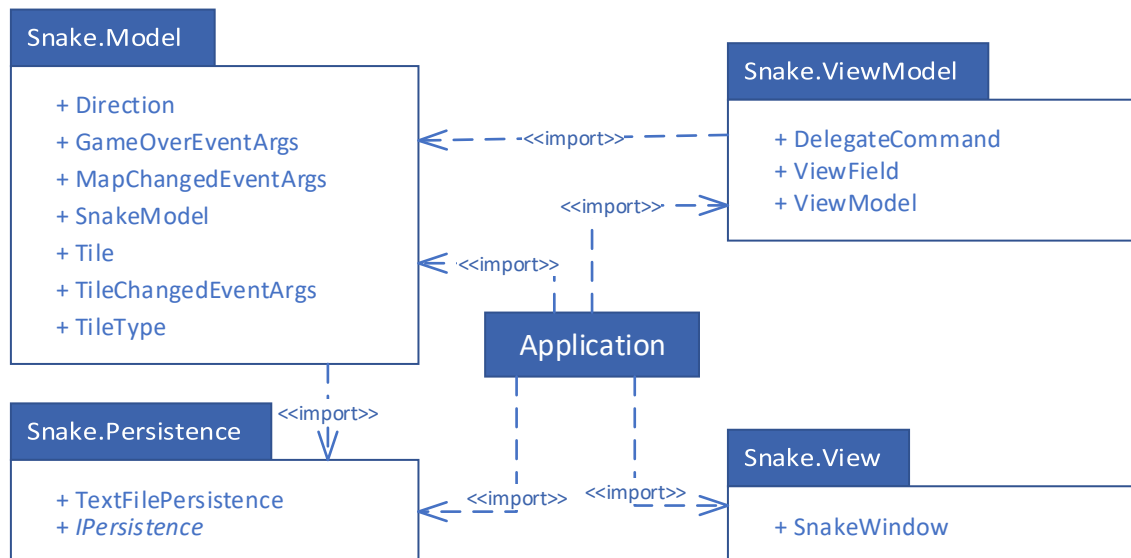 Snake.Model
+ Direction
+ GameOverEventArgs
+ MapChangedEventArgs
+ SnakeModel
+ Tile
+ TileChangedEventArgs
+ TileType
Snake.ViewModel
+ DelegateCommand
+ ViewField
+ ViewModel
<<import>>
<<import>>
<<import>>
Application
<<import>>
Snake.Persistence
+ TextFilePersistence
+ IPersistence
<<import>>
<<import>>
Snake.View
+ SnakeWindow